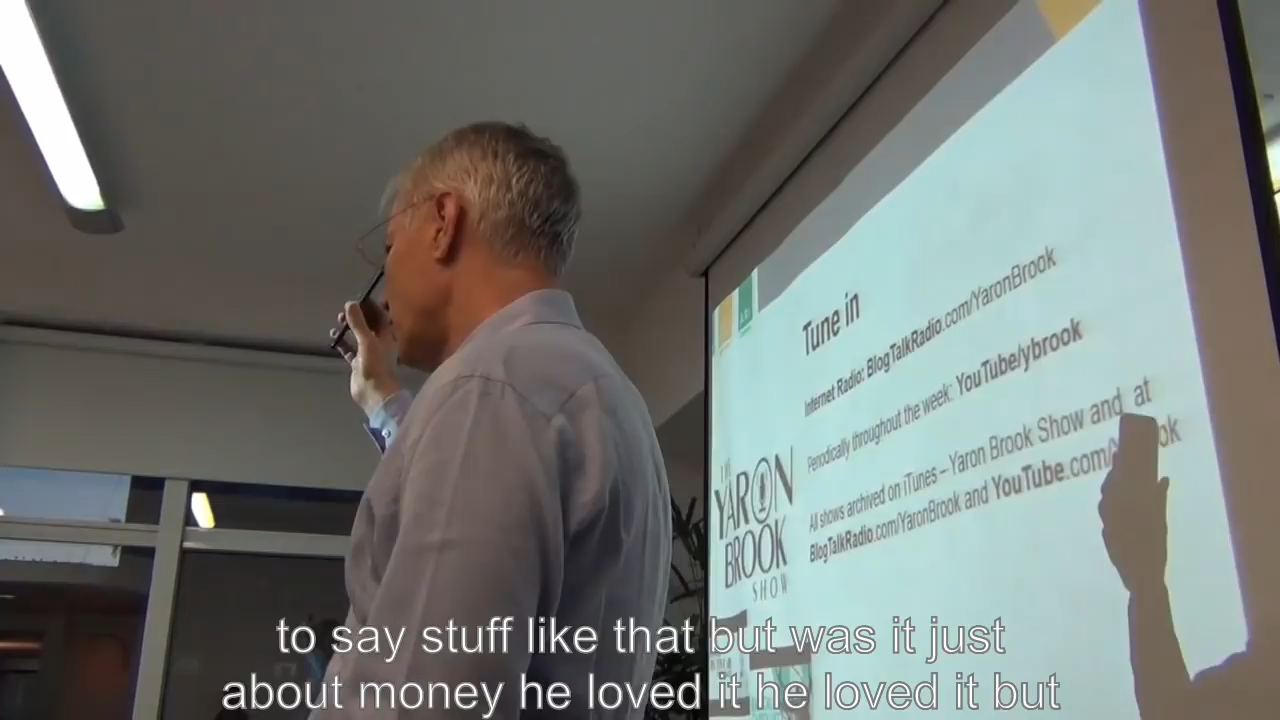 Tune in
Internet Radio: BlogTalkRadio.com/YaronBrook
Periodically throughout the week: YouTube/ybrook
All shows archived on iTunes – Yaron Brook Show and at
BlogTalkRadio.com/YaronBrook and YouTube.com/ ok
THE
YARON
BROOK
SHOW
to say stuff like that but was it just
about money he loved it he loved it but